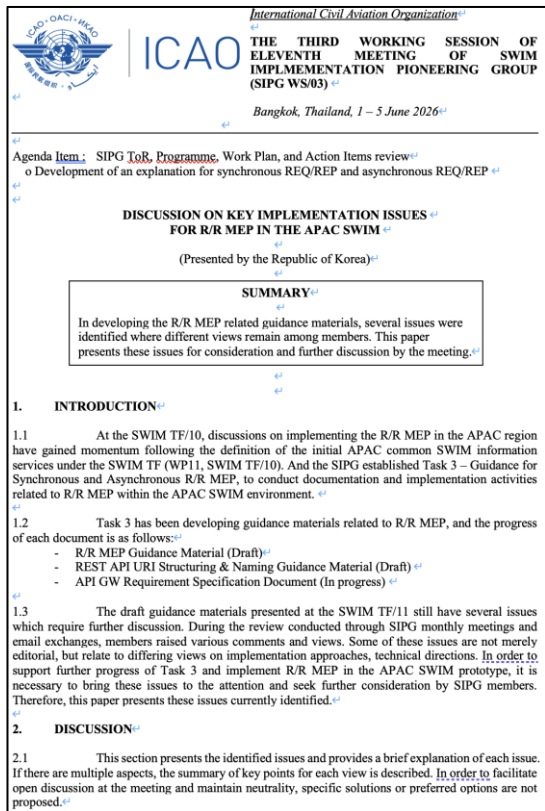 International Civil Aviation Organization
ICAO · OACI · ИКАО
ICAO
THE THIRD WORKING SESSION OF
ELEVENTH MEETING OF SWIM
IMPLMEMENTATION PIONEERING GROUP
(SIPG WS/03)
Bangkok, Thailand, 1 – 5 June 2026
Agenda Item : SIPG ToR, Programme, Work Plan, and Action Items review
o Development of an explanation for synchronous REQ/REP and asynchronous REQ/REP
DISCUSSION ON KEY IMPLEMENTATION ISSUES
FOR R/R MEP IN THE APAC SWIM
(Presented by the Republic of Korea)
SUMMARY
In developing the R/R MEP related guidance materials, several issues were
identified where different views remain among members. This paper
presents these issues for consideration and further discussion by the meeting.
1. INTRODUCTION
1.1 At the SWIM TF/10, discussions on implementing the R/R MEP in the APAC region
have gained momentum following the definition of the initial APAC common SWIM information
services under the SWIM TF (WP11, SWIM TF/10). And the SIPG established Task 3 – Guidance for
Synchronous and Asynchronous R/R MEP, to conduct documentation and implementation activities
related to R/R MEP within the APAC SWIM environment.
1.2 Task 3 has been developing guidance materials related to R/R MEP, and the progress
of each document is as follows:
- R/R MEP Guidance Material (Draft)
- REST API URI Structuring & Naming Guidance Material (Draft)
- API GW Requirement Specification Document (In progress)
1.3 The draft guidance materials presented at the SWIM TF/11 still have several issues
which require further discussion. During the review conducted through SIPG monthly meetings and
email exchanges, members raised various comments and views. Some of these issues are not merely
editorial, but relate to differing views on implementation approaches, technical directions. In order to
support further progress of Task 3 and implement R/R MEP in the APAC SWIM prototype, it is
necessary to bring these issues to the attention and seek further consideration by SIPG members.
Therefore, this paper presents these issues currently identified.
2. DISCUSSION
2.1 This section presents the identified issues and provides a brief explanation of each issue.
If there are multiple aspects, the summary of key points for each view is described. In order to facilitate
open discussion at the meeting and maintain neutrality, specific solutions or preferred options are not
proposed.